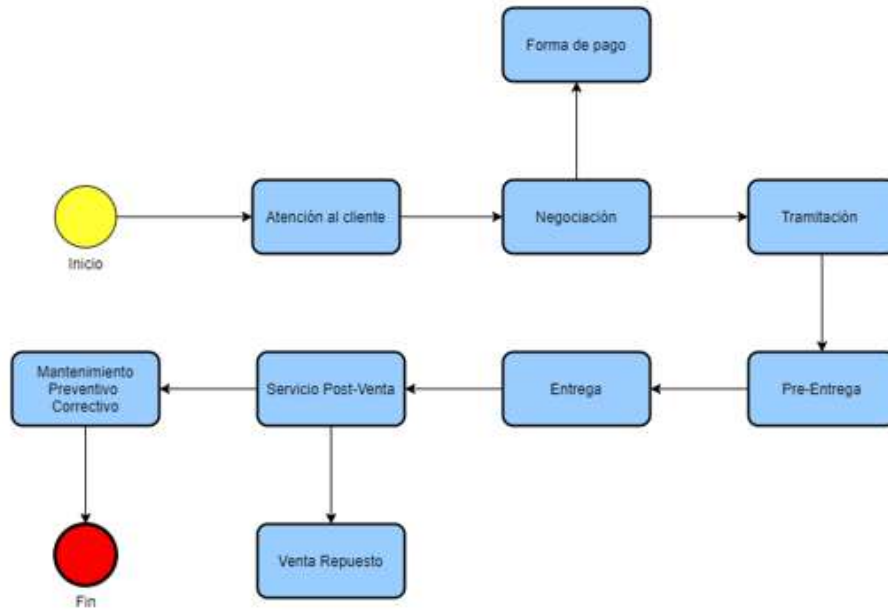 Forma de pago
Atención al cliente
Negociación
Tramitación
Inicio
Mantenimiento
Preventivo
Correctivo
Servicio Post-Venta
Entrega
Pre-Entrega
Venta Repuesto
Fin